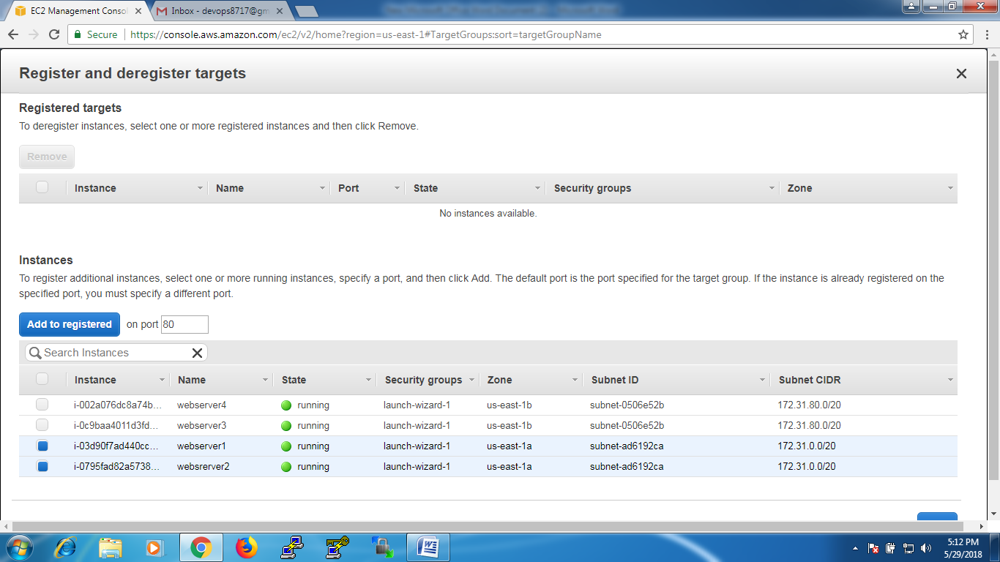 EC2 Management Consol
Inbox - devops8717@gm
Secure
https://console.aws.amazon.com/ec2/v2/home?region=us-east-1#TargetGroups:sort=targetGroupName
Register and deregister targets
Registered targets
To deregister instances, select one or more registered instances and then click Remove.
Remove
Instance Name Port State Security groups Zone
No instances available.
Instances
To register additional instances, select one or more running instances, specify a port, and then click Add. The default port is the port specified for the target group. If the instance is already registered on the
specified port, you must specify a different port.
Add to registered on port 80
Search Instances
Instance Name State Security groups Zone Subnet ID Subnet CIDR
i-002a076dc8a74b... webserver4 running launch-wizard-1 us-east-1b subnet-0506e52b 172.31.80.0/20
i-0c9baa4011d3fd... webserver3 running launch-wizard-1 us-east-1b subnet-0506e52b 172.31.80.0/20
i-03d90f7ad440cc... webserver1 running launch-wizard-1 us-east-1a subnet-ad6192ca 172.31.0.0/20
i-0795fad82a5738... websrerver2 running launch-wizard-1 us-east-1a subnet-ad6192ca 172.31.0.0/20
5:12 PM
5/29/2018